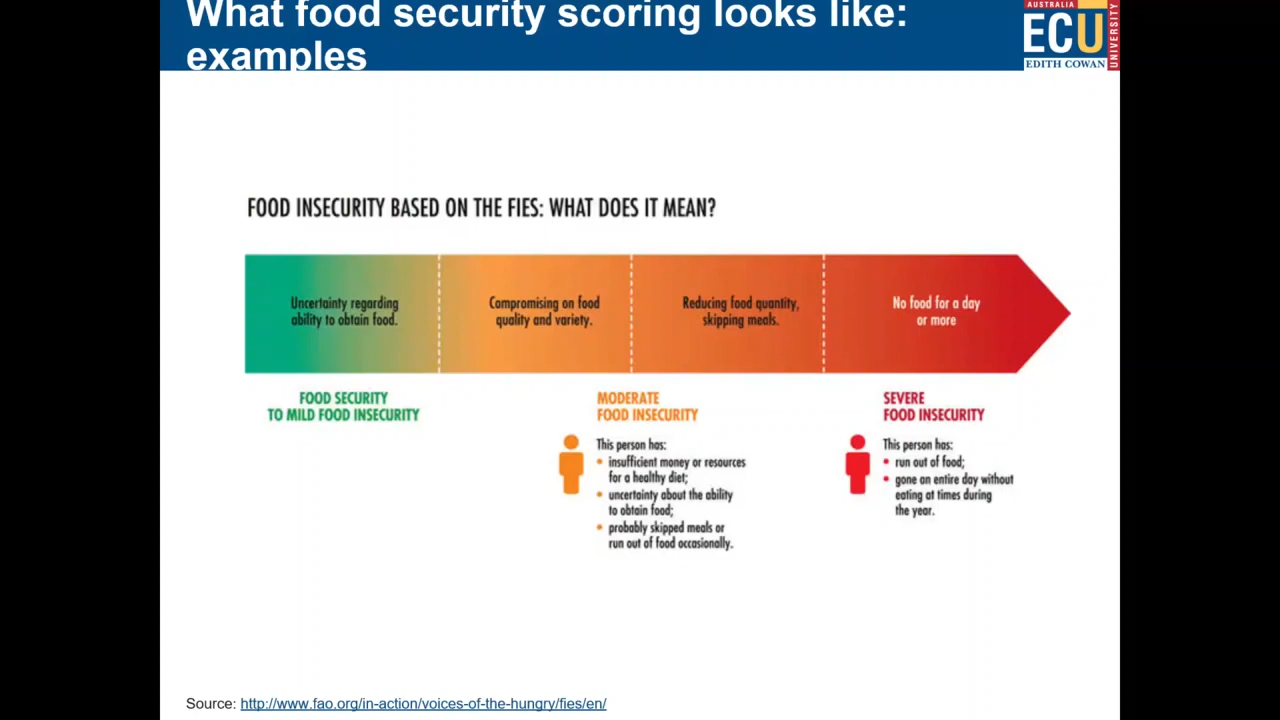 What food security scoring looks like:
examples
AUSTRALIA
ECU
EDITH COWAN
UNIVERSITY
FOOD INSECURITY BASED ON THE FIES: WHAT DOES IT MEAN?
Uncertainty regarding
ability to obtain food.
Compromising on food
quality and variety.
Reducing food quantity,
skipping meals.
No food for a day
or more
FOOD SECURITY
TO MILD FOOD INSECURITY
MODERATE
FOOD INSECURITY
This person has:
• insufficient money or resources
for a healthy diet;
• uncertainty about the ability
to obtain food;
• probably skipped meals or
run out of food occasionally.
SEVERE
FOOD INSECURITY
This person has:
• run out of food;
• gone an entire day without
eating at times during
the year.
Source: http://www.fao.org/in-action/voices-of-the-hungry/fies/en/